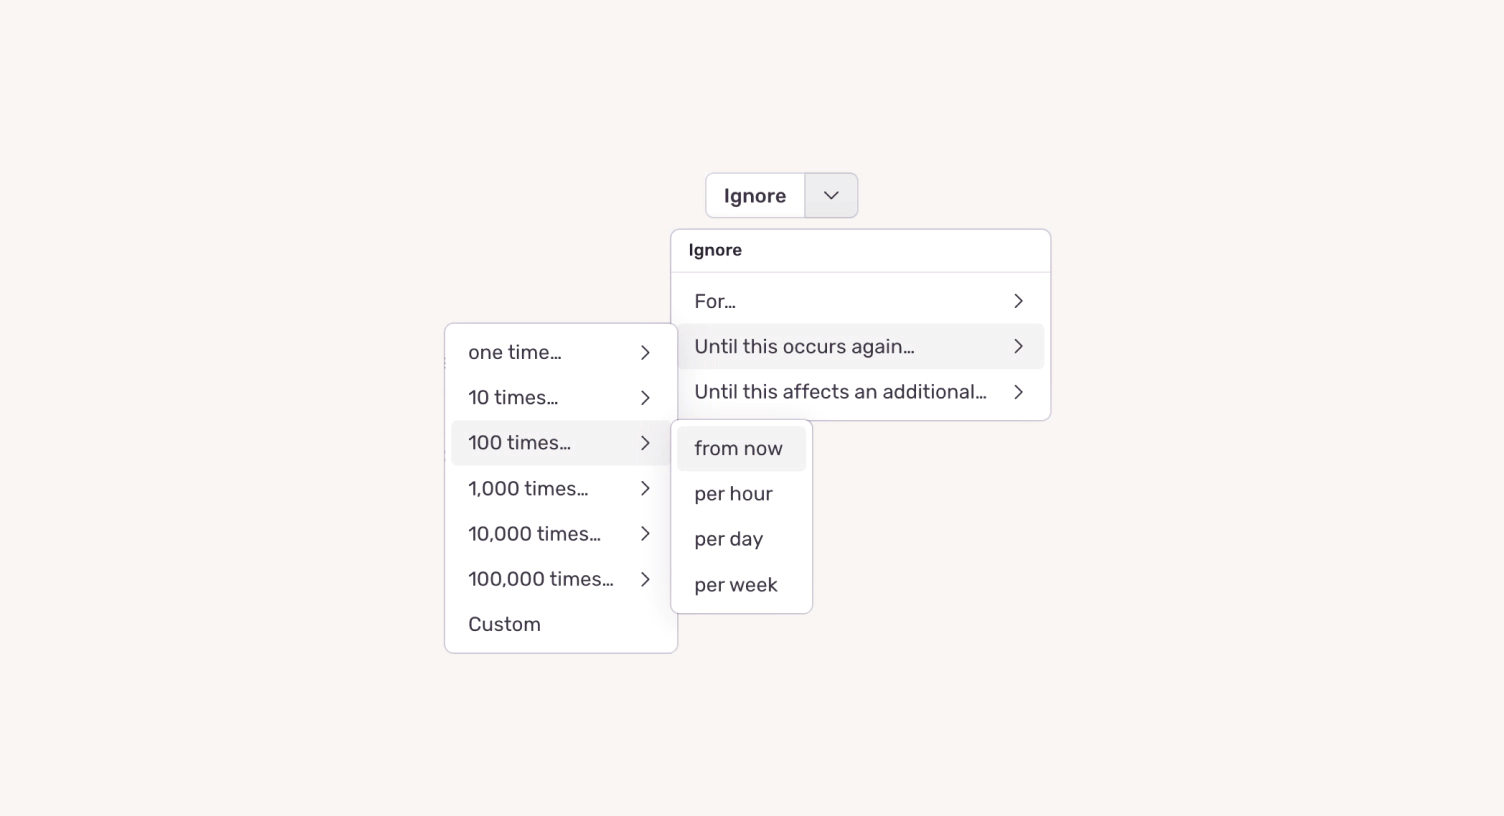 Ignore
Ignore
For…
Until this occurs again…
Until this affects an additional…
one time…
10 times…
100 times…
1,000 times…
10,000 times…
100,000 times…
Custom
from now
per hour
per day
per week